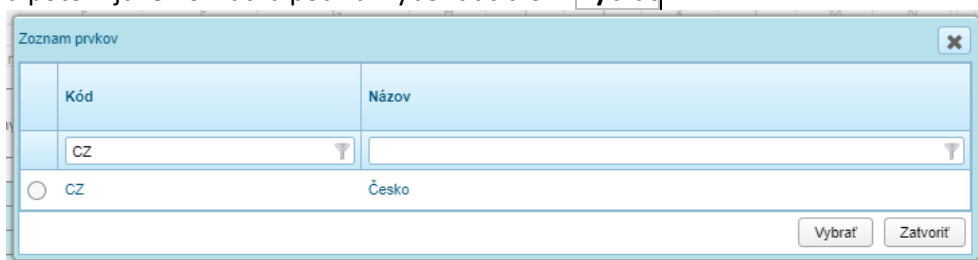 Zoznam prvkov
Kód Názov
CZ
CZ Česko
Vybrať Zatvoriť